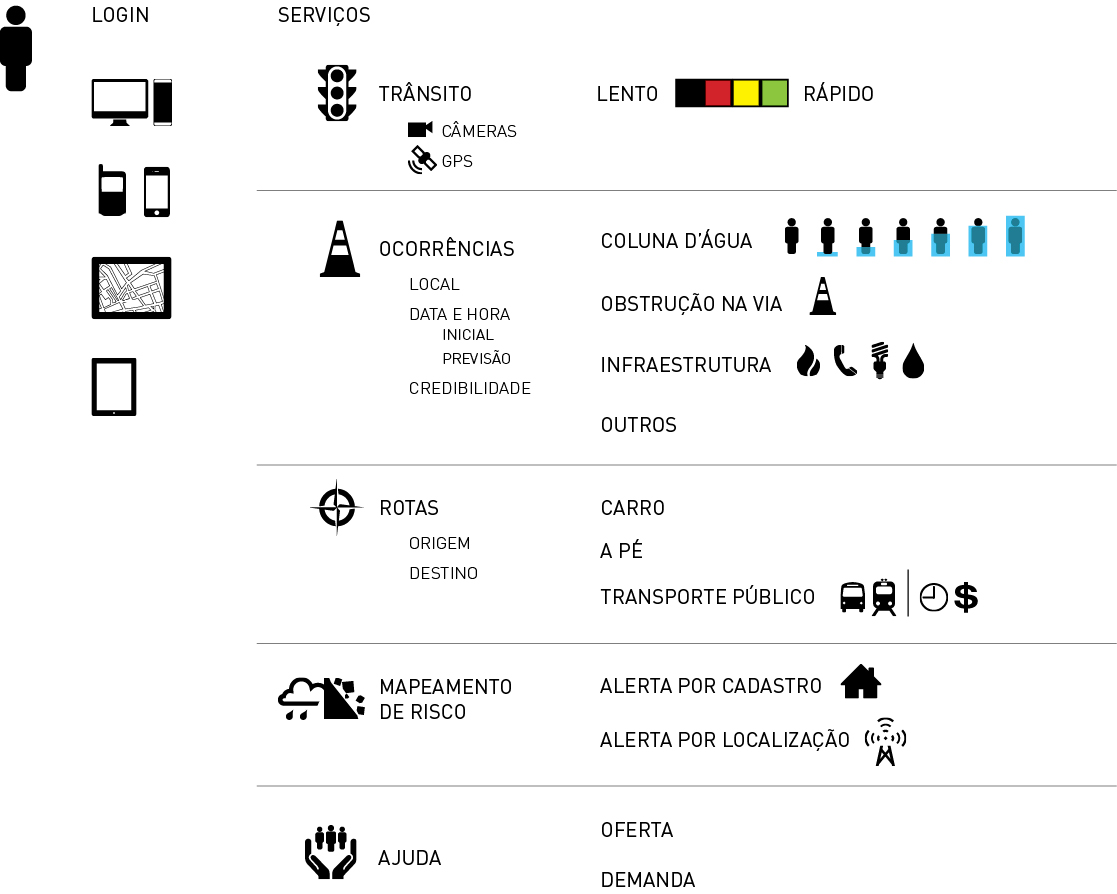 LOGIN
SERVIÇOS
TRÂNSITO
CÂMERAS
GPS
LENTO RÁPIDO
OCORRÊNCIAS
LOCAL
DATA E HORA
INICIAL
PREVISÃO
CREDIBILIDADE
COLUNA D'ÁGUA
OBSTRUÇÃO NA VIA
INFRAESTRUTURA
OUTROS
ROTAS
ORIGEM
DESTINO
CARRO
A PÉ
TRANSPORTE PÚBLICO $
MAPEAMENTO
DE RISCO
ALERTA POR CADASTRO
ALERTA POR LOCALIZAÇÃO
AJUDA
OFERTA
DEMANDA